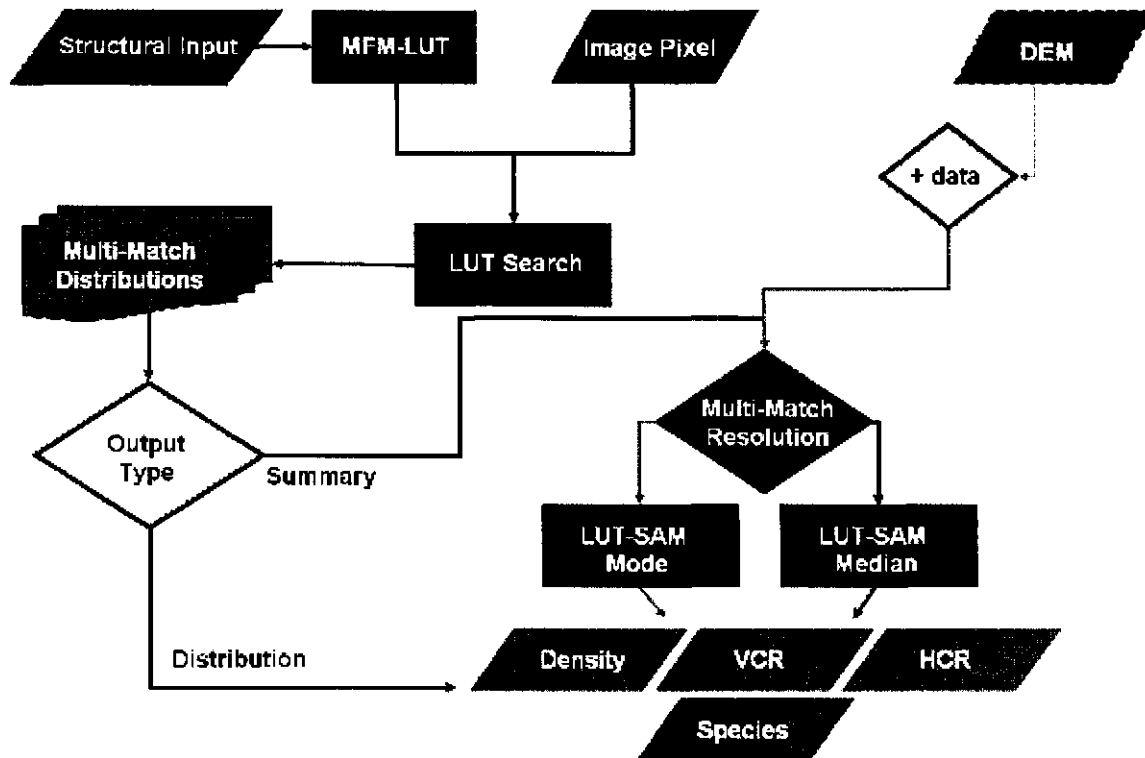 Structural Input
MFM-LUT
Image Pixel
DEM
+ data
Multi-Match
Distributions
LUT Search
Multi-Match
Resolution
Output
Type
Summary
LUT-SAM
Mode
LUT-SAM
Median
Distribution
Density
VCR
HCR
Species